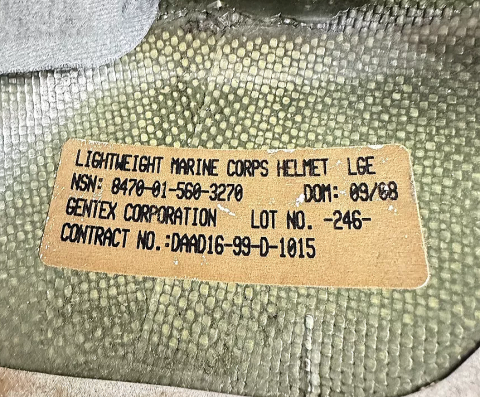 LIGHTWEIGHT MARINE CORPS HELMET LGE
NSN: 8470-01-560-3270 DOM: 09/08
GENTEX CORPORATION LOT NO. -246-
CONTRACT NO.:DAAD16-99-D-1015